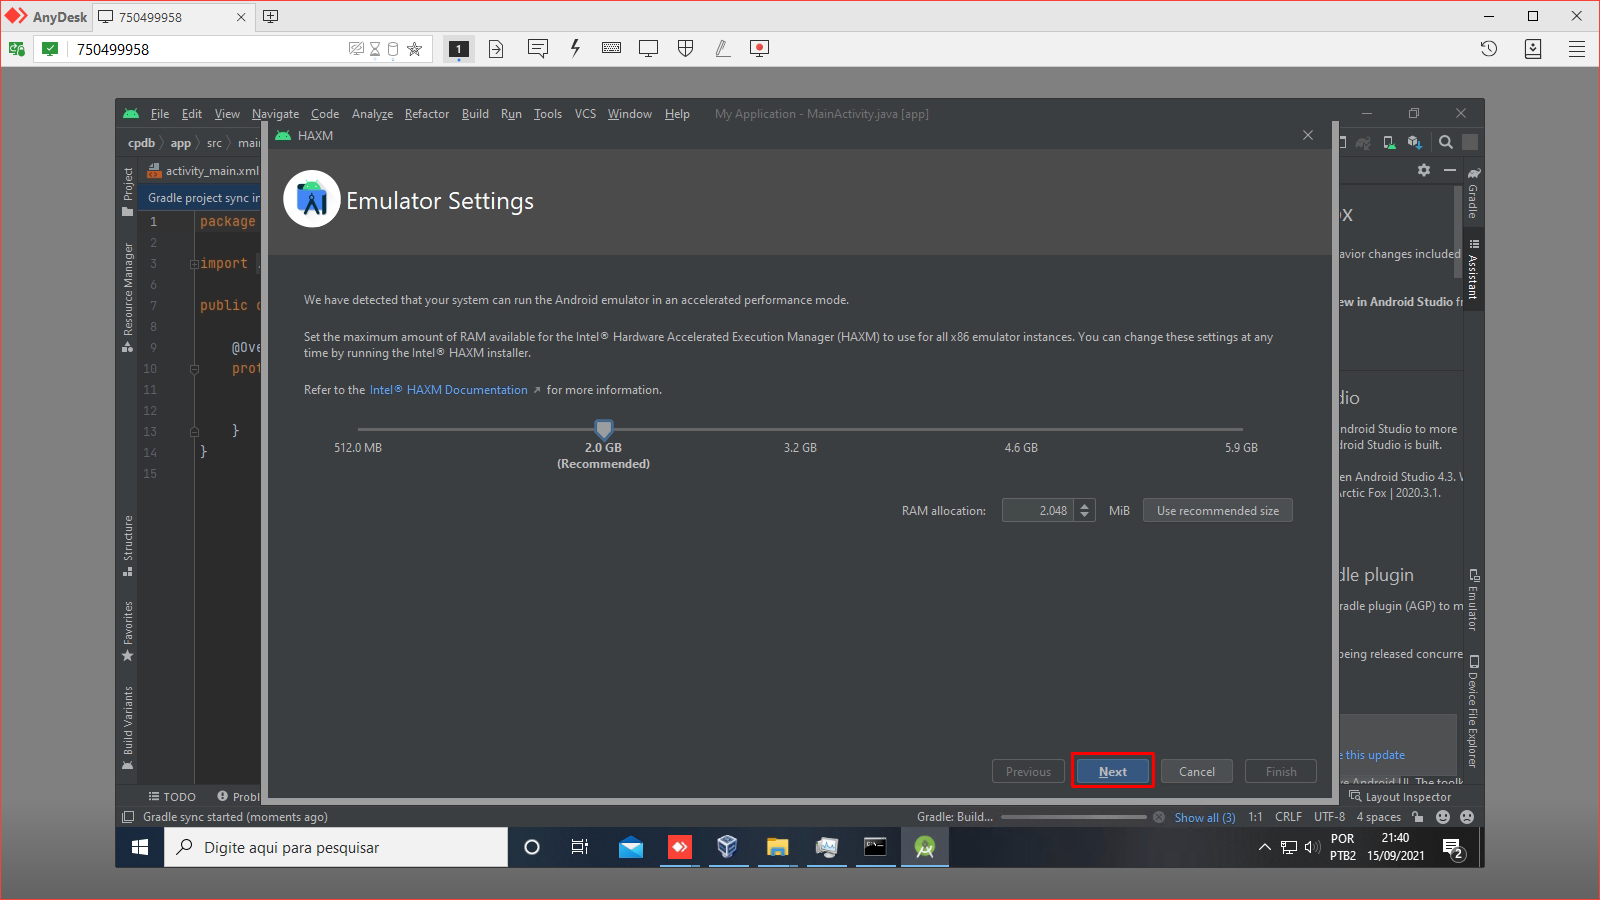 AnyDesk
750499958
750499958
1
File Edit View Navigate Code Analyze Refactor Build Run Tools VCS Window Help My Application - MainActivity.java [app]
cpdb app src
HAXM
activity_main.xml
Gradle project sync in
Emulator Settings
1 package
2
3 import
6
7 public
8
9 @Ove
10 prot
11
12
13 }
14 }
15
Project
Resource Manager
Structure
Favorites
Build Variants
We have detected that your system can run the Android emulator in an accelerated performance mode.
Set the maximum amount of RAM available for the Intel® Hardware Accelerated Execution Manager (HAXM) to use for all x86 emulator instances. You can change these settings at any
time by running the Intel® HAXM installer.
Refer to the Intel® HAXM Documentation ↗ for more information.
512.0 MB 2.0 GB 3.2 GB 4.6 GB 5.9 GB
(Recommended)
RAM allocation: 2.048 MiB Use recommended size
Previous Next Cancel Finish
avior changes included
ew in Android Studio fr
dio
ndroid Studio to more
droid Studio is built.
en Android Studio 4.3. W
rctic Fox | 2020.3.1.
dle plugin
radle plugin (AGP) to m
being released concurre
e this update
ve Android UI. The toolk
Gradle
Assistant
Emulator
Device File Explorer
TODO Probl
Layout Inspector
Gradle sync started (moments ago) Gradle: Build... Show all (3) 1:1 CRLF UTF-8 4 spaces
Digite aqui para pesquisar
POR
PTB2
21:40
15/09/2021
2